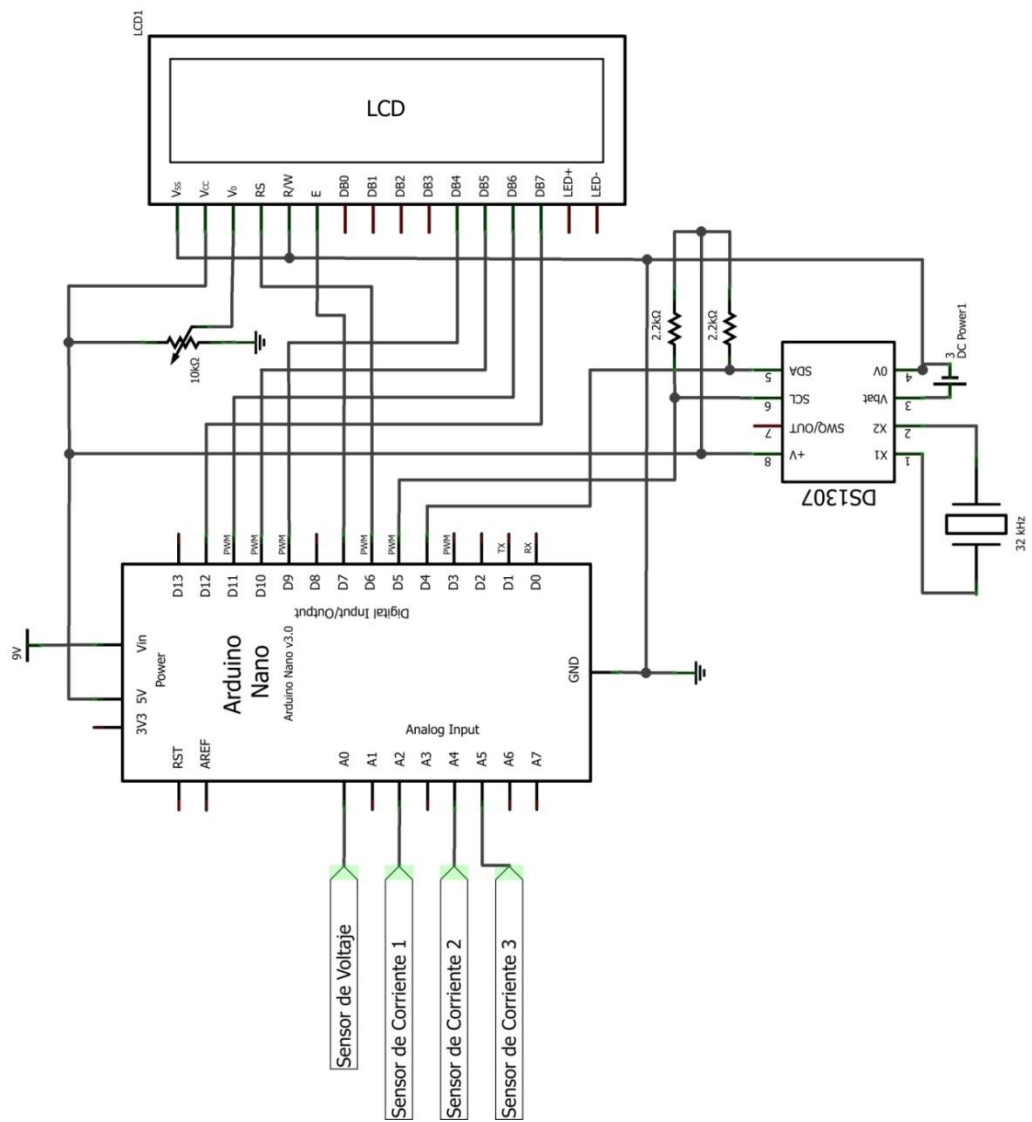 LCD1
LCD
Vss
Vcc
V0
RS
R/W
E
DB0
DB1
DB2
DB3
DB4
DB5
DB6
DB7
LED+
LED-
10kΩ
2.2kΩ
2.2kΩ
DC Power1
3
SDA
5
SCL
6
SWQ/OUT
7
+V
8
0V
4
Vbat
3
X2
2
X1
1
DS1307
32 kHz
9V
PWM
PWM
PWM
PWM
PWM
PWM
TX
RX
D13
D12
D11
D10
D9
D8
D7
D6
D5
D4
D3
D2
D1
D0
Digital Input/Output
Vin
5V
3V3
Power
Arduino
Nano
Arduino Nano v3.0
GND
Analog Input
RST
AREF
A0
A1
A2
A3
A4
A5
A6
A7
Sensor de Voltaje
Sensor de Corriente 1
Sensor de Corriente 2
Sensor de Corriente 3